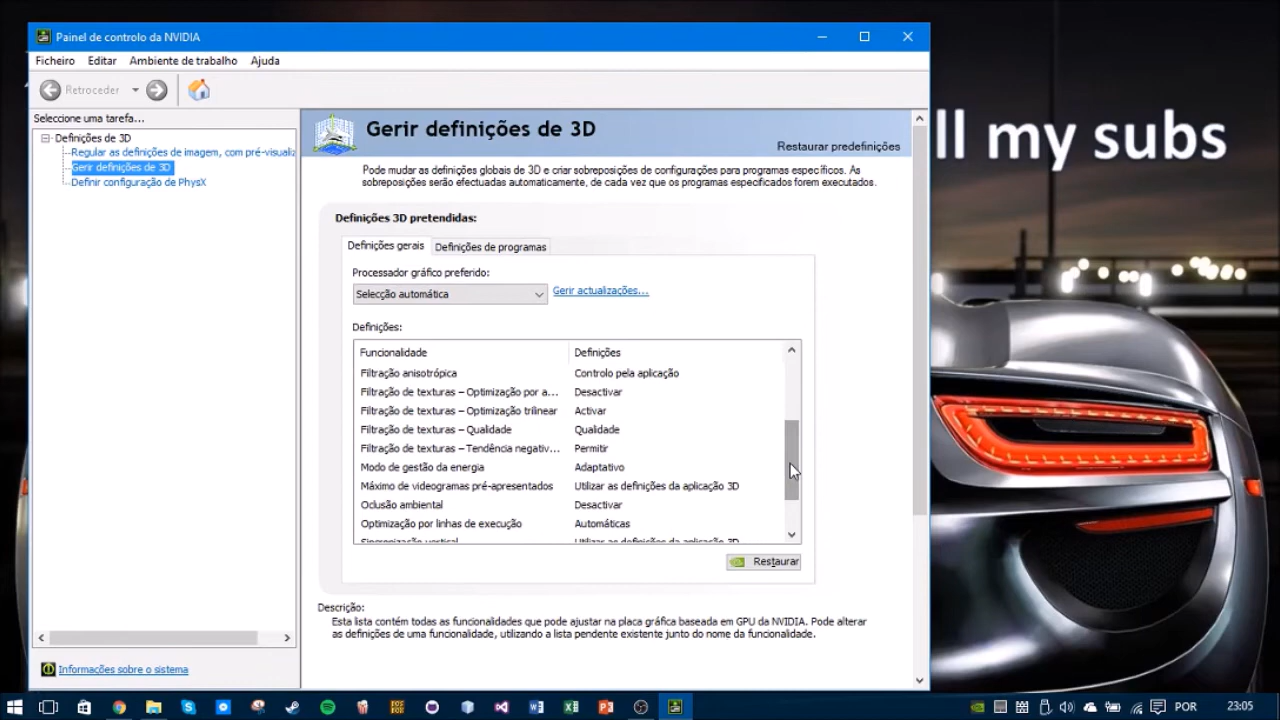 Painel de controlo da NVIDIA
Ficheiro Editar Ambiente de trabalho Ajuda
Retroceder
Seleccione uma tarefa...
Definições de 3D
Regular as definições de imagem, com pré-visualiz
Gerir definições de 3D
Definir configuração de PhysX
Informações sobre o sistema
Gerir definições de 3D
Restaurar predefinições
Pode mudar as definições globais de 3D e criar sobreposições de configurações para programas específicos. As
sobreposições serão efectuadas automaticamente, de cada vez que os programas especificados forem executados.
Definições 3D pretendidas:
Definições gerais Definições de programas
Processador gráfico preferido:
Selecção automática Gerir actualizações...
Definições:
Funcionalidade Definições
Filtração anisotrópica Controlo pela aplicação
Filtração de texturas – Optimização por a... Desactivar
Filtração de texturas – Optimização trilinear Activar
Filtração de texturas – Qualidade Qualidade
Filtração de texturas – Tendência negativ... Permitir
Modo de gestão da energia Adaptativo
Máximo de videogramas pré-apresentados Utilizar as definições da aplicação 3D
Oclusão ambiental Desactivar
Optimização por linhas de execução Automáticas
Sincronização vertical Utilizar as definições da aplicação 3D
Restaurar
Descrição:
Esta lista contém todas as funcionalidades que pode ajustar na placa gráfica baseada em GPU da NVIDIA. Pode alterar
as definições de uma funcionalidade, utilizando a lista pendente existente junto do nome da funcionalidade.
ll my subs
POR 23:05